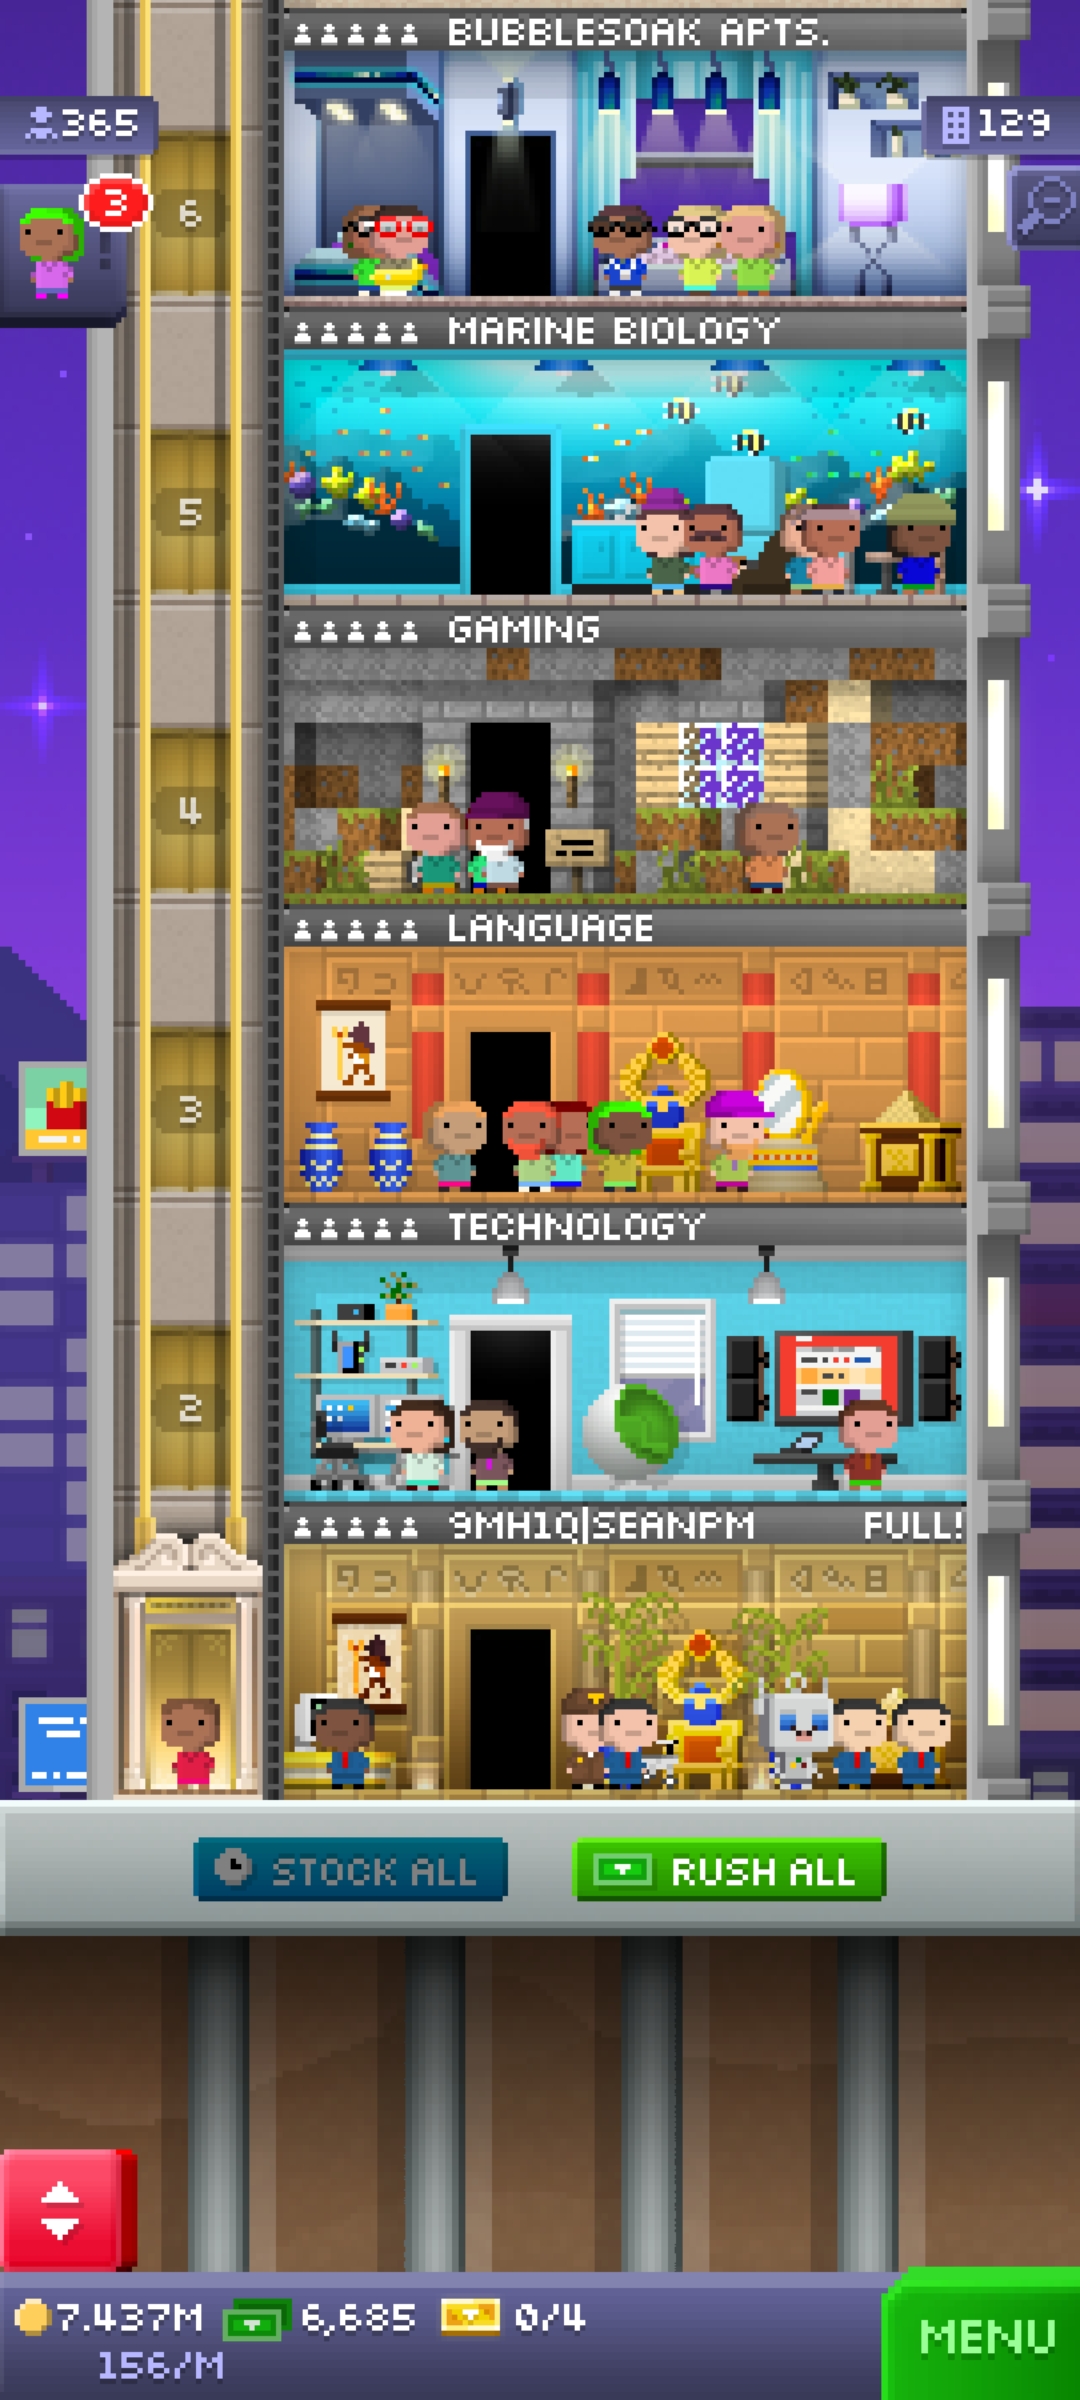 BUBBLESOAK APTS.
365
129
3
6
MARINE BIOLOGY
5
GAMING
4
LANGUAGE
3
TECHNOLOGY
2
9MH1Q|SEANPM FULL!
STOCK ALL
RUSH ALL
7.437M 6,685 0/4
156/M
MENU